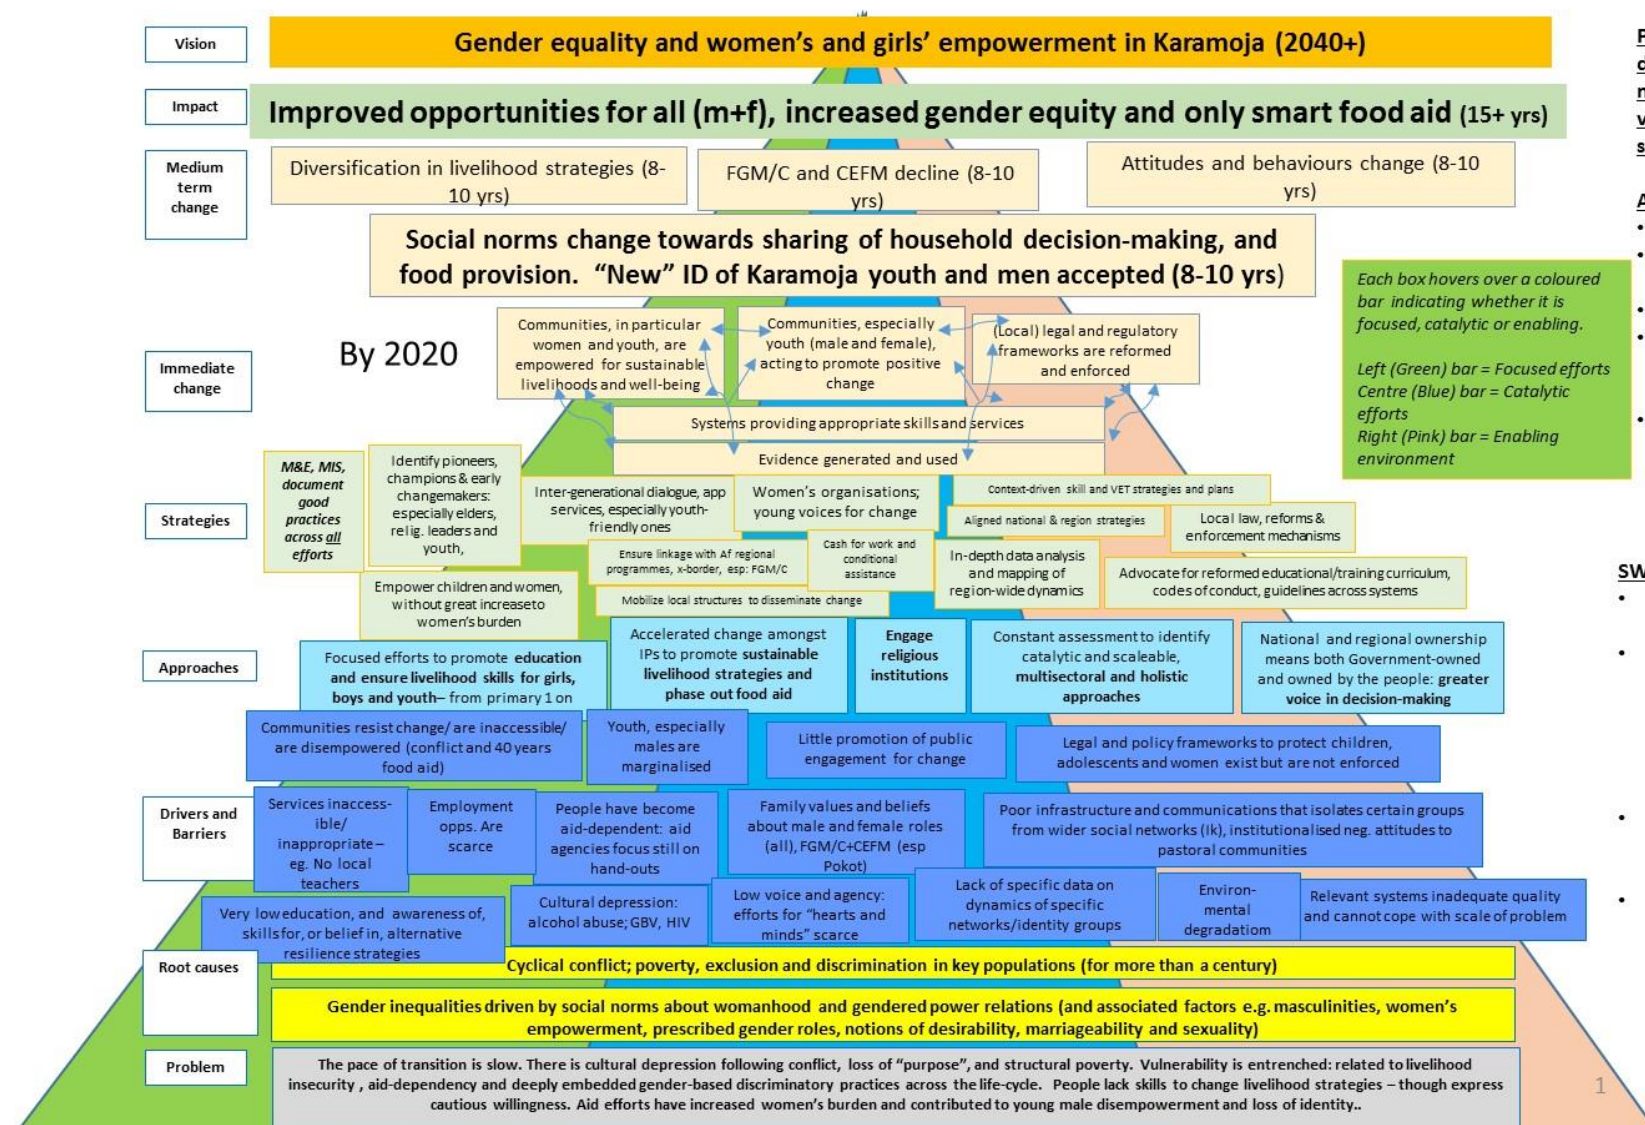 Vision
Gender equality and women's and girls' empowerment in Karamoja (2040+)
Impact
Improved opportunities for all (m+f), increased gender equity and only smart food aid (15+ yrs)
Medium
term
change
Diversification in livelihood strategies (8-
10 yrs)
FGM/C and CEFM decline (8-10
yrs)
Attitudes and behaviours change (8-10
yrs)
Social norms change towards sharing of household decision-making, and
food provision. “New” ID of Karamoja youth and men accepted (8-10 yrs)
Each box hovers over a coloured
bar indicating whether it is
focused, catalytic or enabling.
Left (Green) bar = Focused efforts
Centre (Blue) bar = Catalytic
efforts
Right (Pink) bar = Enabling
environment
Immediate
change
By 2020
Communities, in particular
women and youth, are
empowered for sustainable
livelihoods and well-being
Communities, especially
youth (male and female),
acting to promote positive
change
(Local) legal and regulatory
frameworks are reformed
and enforced
Systems providing appropriate skills and services
Evidence generated and used
Strategies
M&E, MIS,
document
good
practices
across all
efforts
Identify pioneers,
champions & early
changemakers:
especially elders,
relig. leaders and
youth,
Inter-generational dialogue, app
services, especially youth-
friendly ones
Women's organisations;
young voices for change
Context-driven skill and VET strategies and plans
Aligned national & region strategies
Local law, reforms &
enforcement mechanisms
Ensure linkage with Af regional
programmes, x-border, esp: FGM/C
Cash for work and
conditional
assistance
In-depth data analysis
and mapping of
region-wide dynamics
Advocate for reformed educational/training curriculum,
codes of conduct, guidelines across systems
Empower children and women,
without great increase to
women's burden
Mobilize local structures to disseminate change
Approaches
Focused efforts to promote education
and ensure livelihood skills for girls,
boys and youth– from primary 1 on
Accelerated change amongst
IPs to promote sustainable
livelihood strategies and
phase out food aid
Engage
religious
institutions
Constant assessment to identify
catalytic and scaleable,
multisectoral and holistic
approaches
National and regional ownership
means both Government-owned
and owned by the people: greater
voice in decision-making
Communities resist change/ are inaccessible/
are disempowered (conflict and 40 years
food aid)
Youth, especially
males are
marginalised
Little promotion of public
engagement for change
Legal and policy frameworks to protect children,
adolescents and women exist but are not enforced
Drivers and
Barriers
Services inaccess-
ible/
inappropriate–
eg. No local
teachers
Employment
opps. Are
scarce
People have become
aid-dependent: aid
agencies focus still on
hand-outs
Family values and beliefs
about male and female roles
(all), FGM/C+CEFM (esp
Pokot)
Poor infrastructure and communications that isolates certain groups
from wider social networks (Ik), institutionalised neg. attitudes to
pastoral communities
Very low education, and awareness of,
skills for, or belief in, alternative
resilience strategies
Cultural depression:
alcohol abuse; GBV, HIV
Low voice and agency:
efforts for “hearts and
minds” scarce
Lack of specific data on
dynamics of specific
networks/identity groups
Environ-
mental
degradatiom
Relevant systems inadequate quality
and cannot cope with scale of problem
Root causes
Cyclical conflict; poverty, exclusion and discrimination in key populations (for more than a century)
Gender inequalities driven by social norms about womanhood and gendered power relations (and associated factors e.g. masculinities, women's
empowerment, prescribed gender roles, notions of desirability, marriageability and sexuality)
Problem
The pace of transition is slow. There is cultural depression following conflict, loss of “purpose”, and structural poverty. Vulnerability is entrenched: related to livelihood
insecurity , aid-dependency and deeply embedded gender-based discriminatory practices across the life-cycle. People lack skills to change livelihood strategies – though express
cautious willingness. Aid efforts have increased women's burden and contributed to young male disempowerment and loss of identity..
1
SW